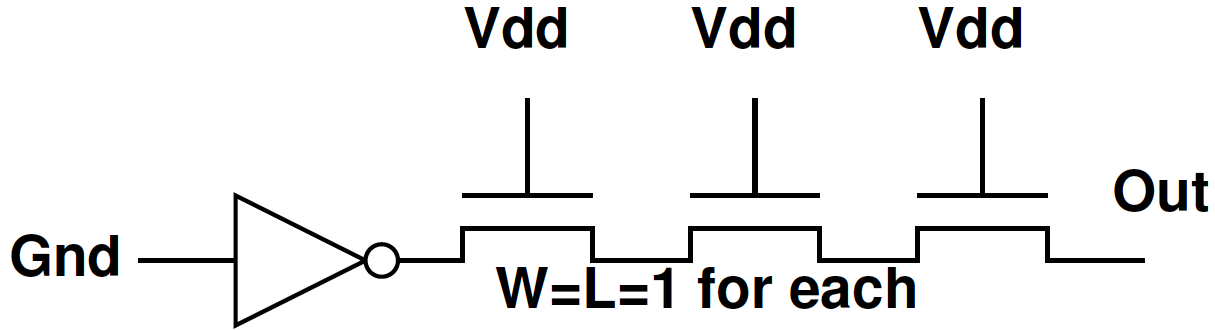 Vdd Vdd Vdd
Out
Gnd
W=L=1 for each